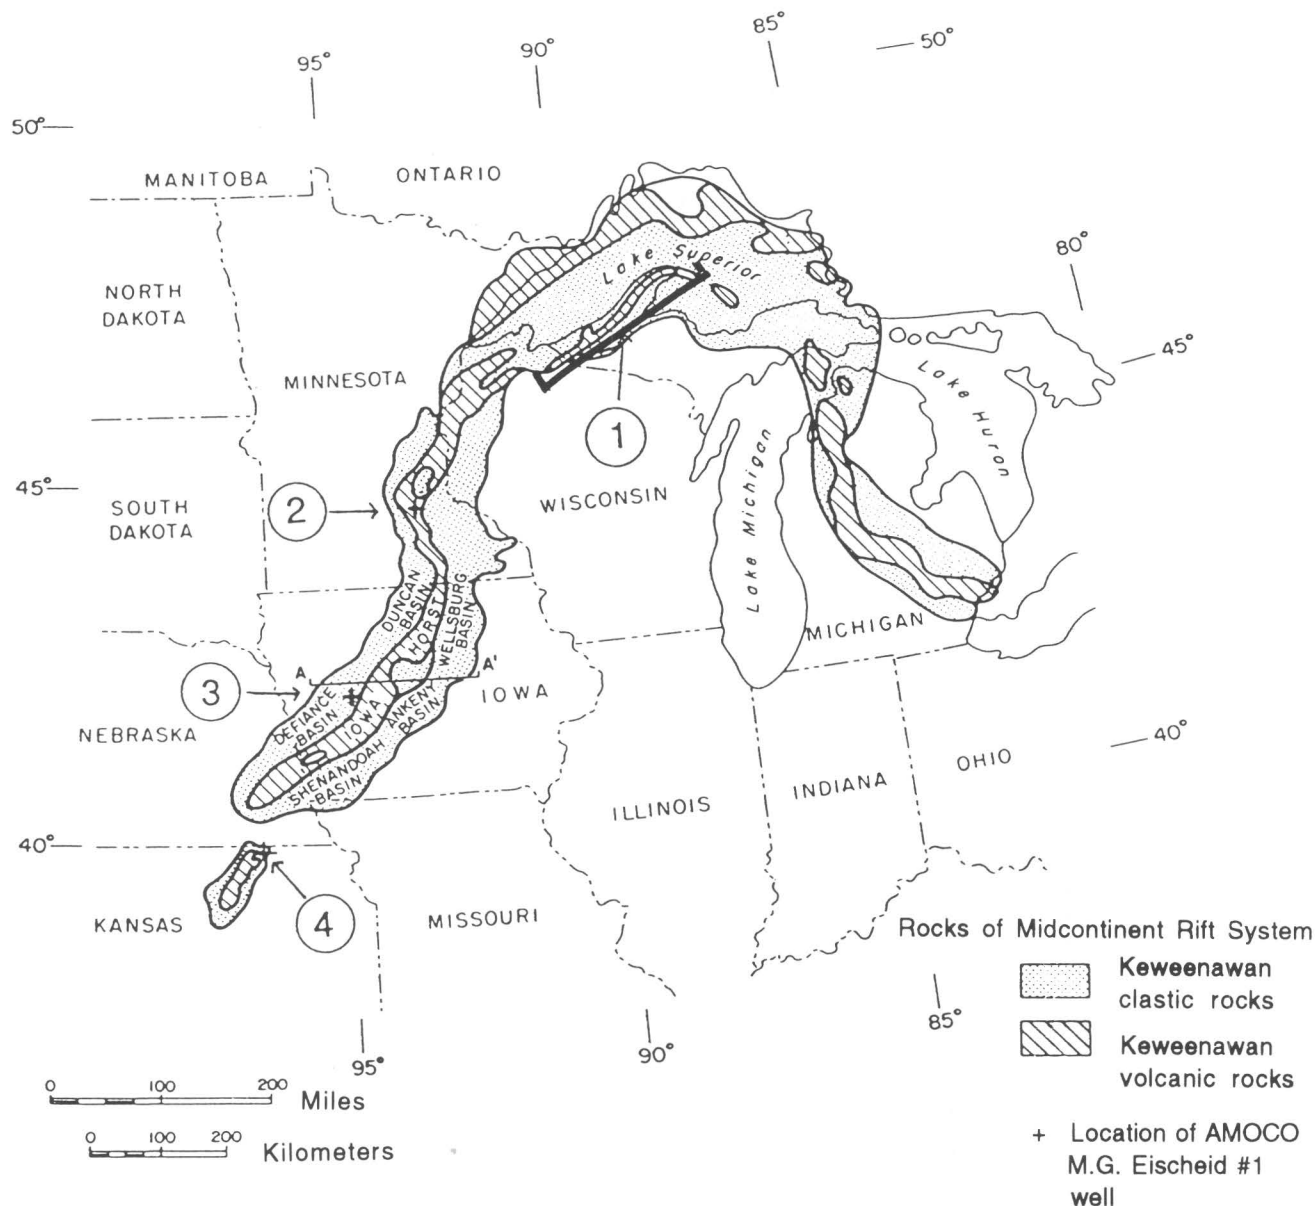 85°
90°
50°
95°
50°
MANITOBA
ONTARIO
80°
Lake Superior
NORTH
DAKOTA
45°
MINNESOTA
Lake Huron
1
Lake Michigan
45°
WISCONSIN
2
SOUTH
DAKOTA
DUNCAN
BASIN
HORST
WELLSBURG
BASIN
MICHIGAN
A
A'
3
IOWA
DEFIANCE
BASIN
IOWA
ANKENY
BASIN
NEBRASKA
40°
SHENANDOAH
BASIN
OHIO
INDIANA
ILLINOIS
40°
4
KANSAS
MISSOURI
Rocks of Midcontinent Rift System
Keweenawan
clastic rocks
85°
90°
95°
Keweenawan
volcanic rocks
0 100 200
Miles
0 100 200
Kilometers
+ Location of AMOCO
M.G. Eischeid #1
well